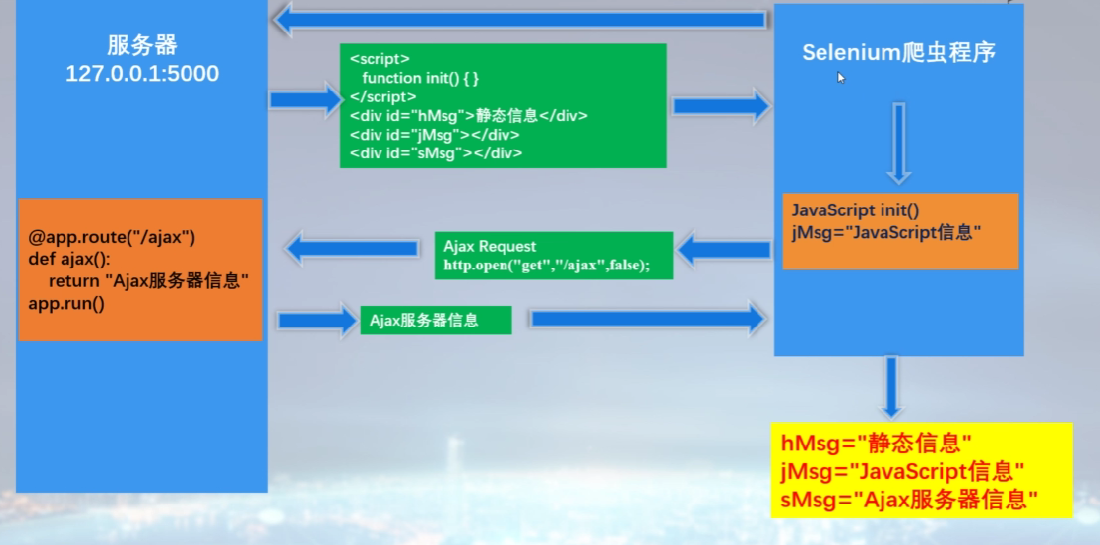 服务器
127.0.0.1:5000
<script>
function init() { }
</script>
<div id="hMsg">静态信息</div>
<div id="jMsg"></div>
<div id="sMsg"></div>
Selenium爬虫程序
JavaScript init()
jMsg="JavaScript信息"
@app.route("/ajax")
def ajax():
return "Ajax服务器信息"
app.run()
Ajax Request
http.open("get","/ajax",false);
Ajax服务器信息
hMsg="静态信息"
jMsg="JavaScript信息"
sMsg="Ajax服务器信息"